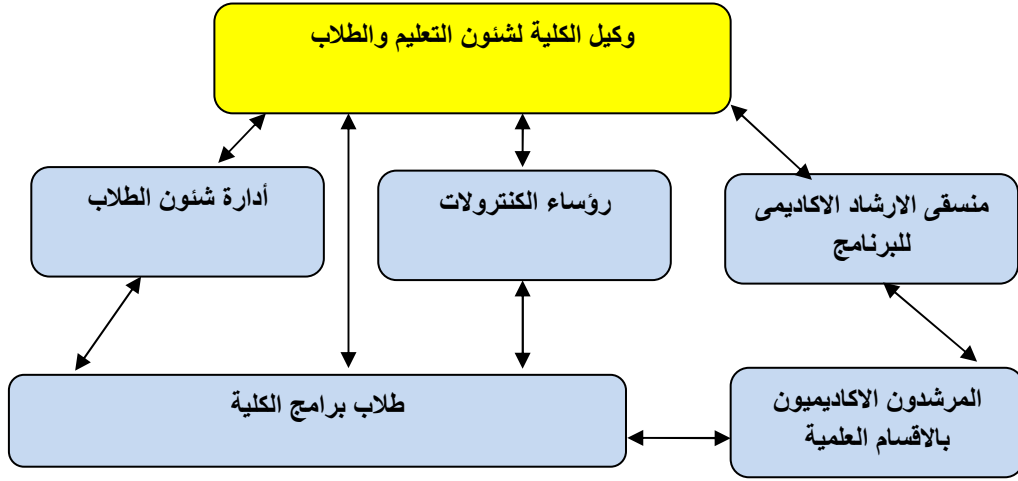 وكيل الكلية لشئون التعليم والطلاب
أدارة شئون الطلاب
رؤساء الكنترولات
منسقى الارشاد الاكاديمى
للبرنامج
طلاب برامج الكلية
المرشدون الاكاديميون
بالاقسام العلمية